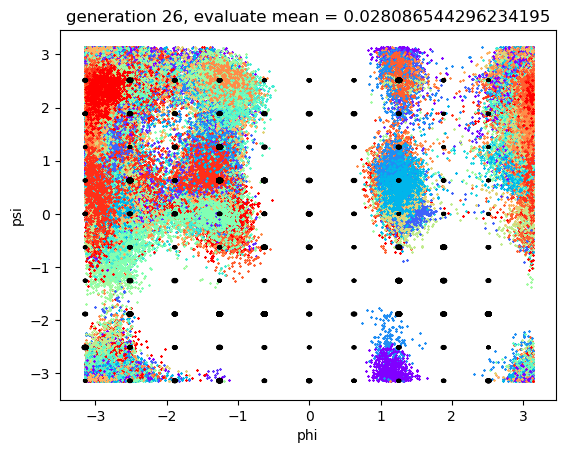 generation 26, evaluate mean = 0.028086544296234195
3
2
1
0
−1
−2
−3
psi
−3 −2 −1 0 1 2 3
phi